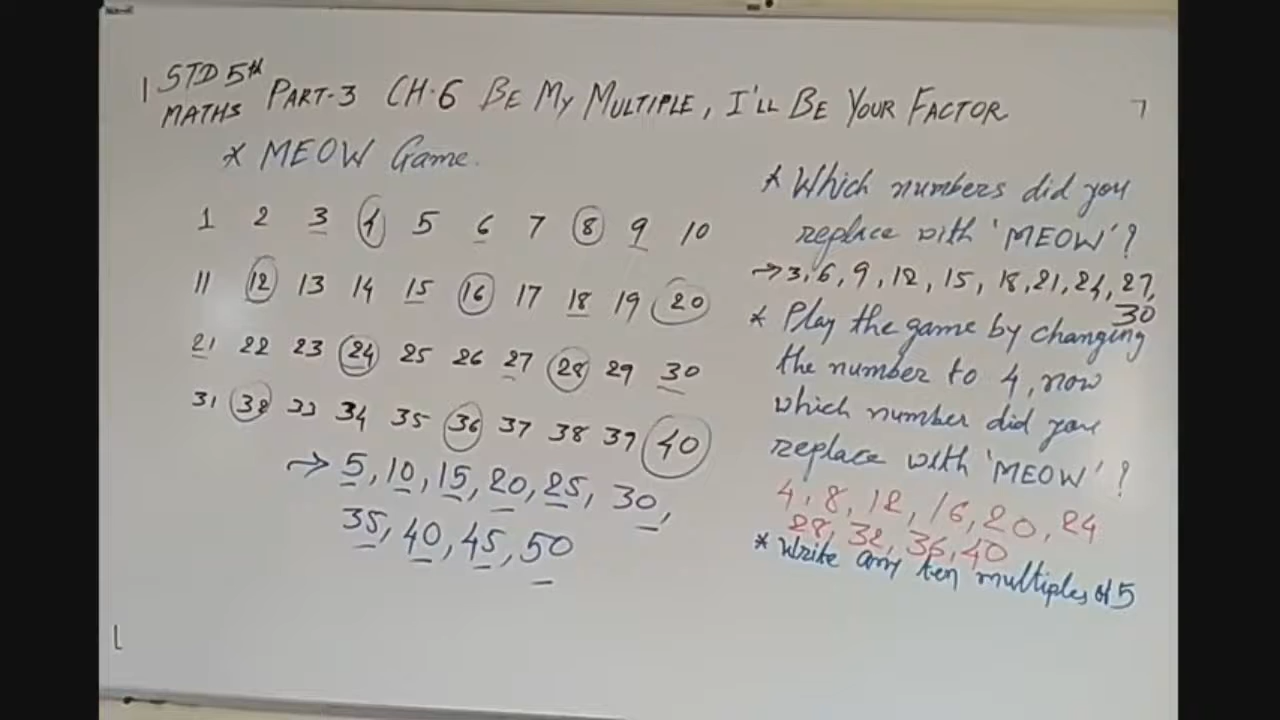 STD 5th
MATHS PART-3 CH.6 BE MY MULTIPLE, I'LL BE YOUR FACTOR
* MEOW Game.
1 2 3 4 5 6 7 8 9 10
11 12 13 14 15 16 17 18 19 20
21 22 23 24 25 26 27 28 29 30
31 32 33 34 35 36 37 38 39 40
→ 5, 10, 15, 20, 25, 30,
35, 40, 45, 50
* Which numbers did you
replace with 'MEOW'?
→ 3, 6, 9, 12, 15, 18, 21, 24, 27,
30
* Play the game by changing
the number to 4, now
which number did you
replace with 'MEOW'?
4, 8, 12, 16, 20, 24
28, 32, 36, 40
* Write any ten multiples of 5